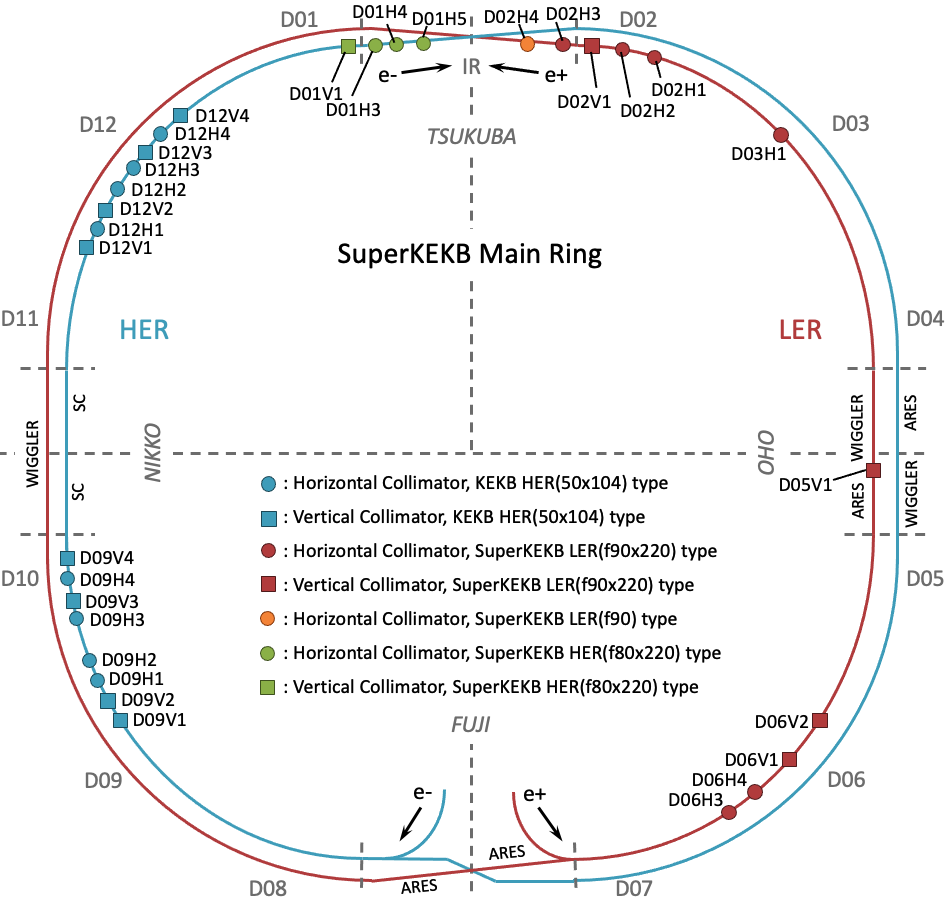 D01
D01H4
D01H5
D02H4
D02H3
D02
e-
IR
e+
D01V1
D01H3
D02V1
D02H2
D02H1
TSUKUBA
D12
D12V4
D12H4
D12V3
D12H3
D12H2
D12V2
D12H1
D12V1
D03
D03H1
SuperKEKB Main Ring
D11
HER
LER
D04
SC
SC
WIGGLER
NIKKO
OHO
WIGGLER
ARES
ARES
WIGGLER
D05V1
: Horizontal Collimator, KEKB HER(50x104) type
: Vertical Collimator, KEKB HER(50x104) type
: Horizontal Collimator, SuperKEKB LER(f90x220) type
: Vertical Collimator, SuperKEKB LER(f90x220) type
: Horizontal Collimator, SuperKEKB LER(f90) type
: Horizontal Collimator, SuperKEKB HER(f80x220) type
: Vertical Collimator, SuperKEKB HER(f80x220) type
D10
D09V4
D09H4
D09V3
D09H3
D09H2
D09H1
D09V2
D09V1
D05
FUJI
D06V2
D06V1
D06H4
D06H3
D06
D09
e-
e+
ARES
ARES
D08
D07